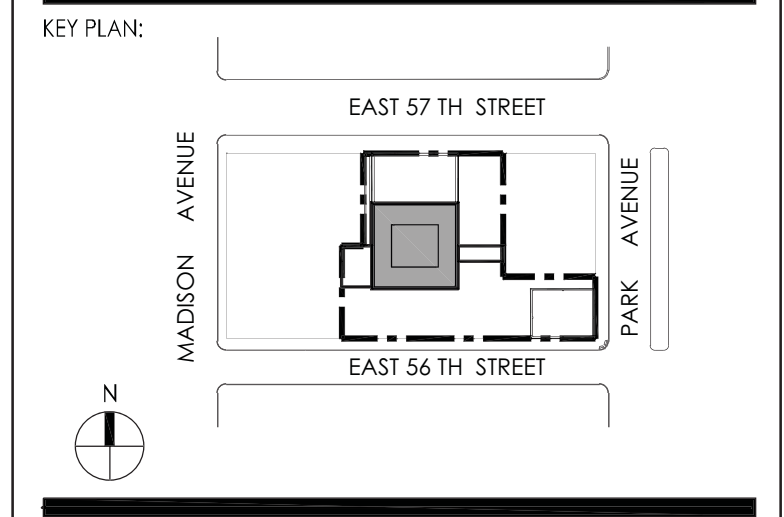 KEY PLAN:
EAST 57 TH STREET
MADISON AVENUE
PARK AVENUE
EAST 56 TH STREET
N